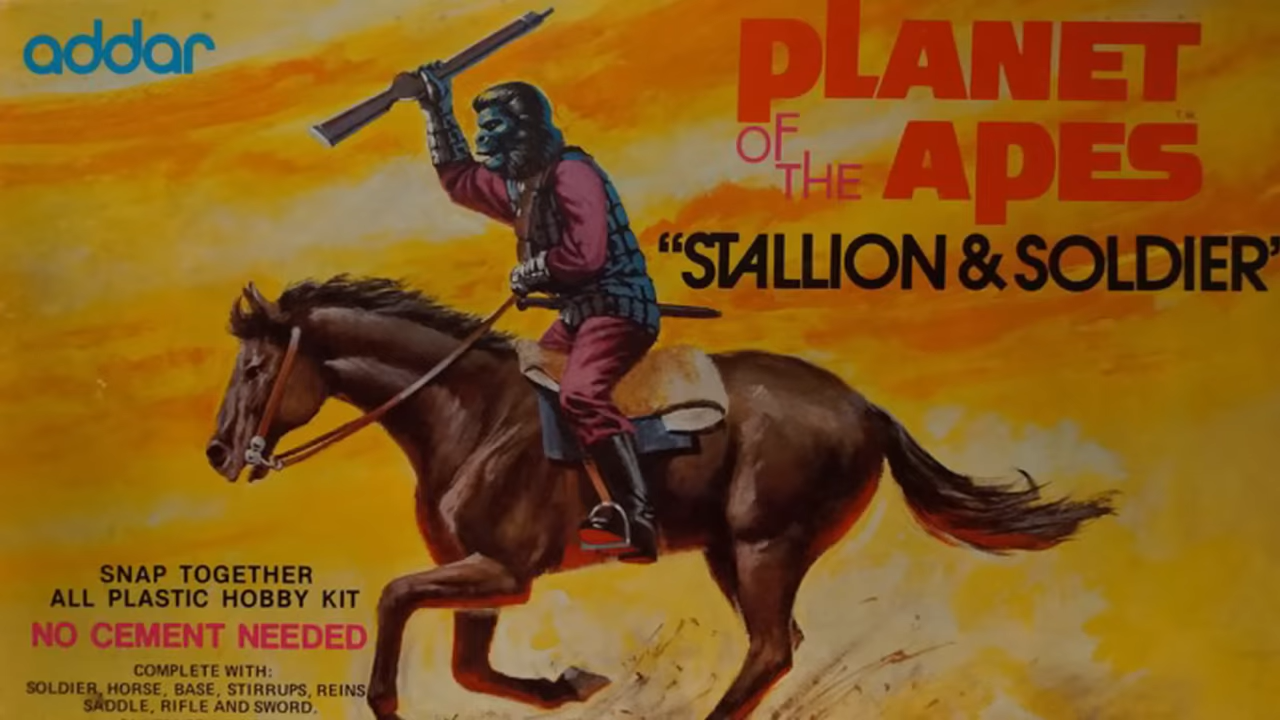 addar
PLANET
OF THE APES
T.M.
“STALLION & SOLDIER”
SNAP TOGETHER
ALL PLASTIC HOBBY KIT
NO CEMENT NEEDED
COMPLETE WITH:
SOLDIER, HORSE, BASE, STIRRUPS, REINS
SADDLE, RIFLE AND SWORD.